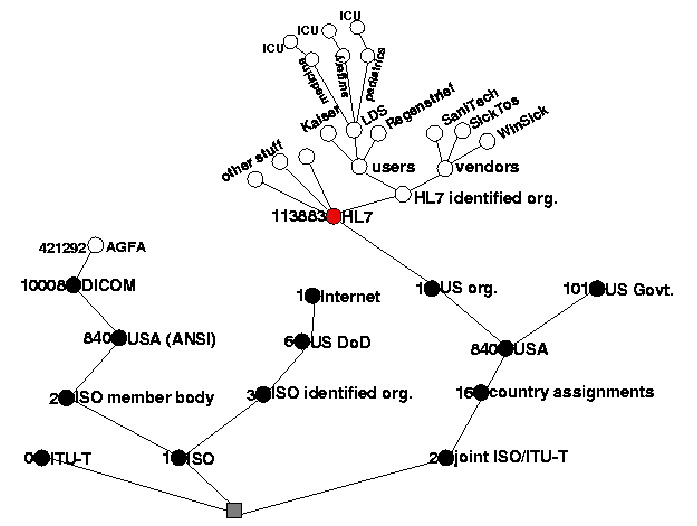 ICU
ICU
ICU
medicine
surgery
pediatrics
Kaiser
LDS
Regenstrief
SaniTech
SickTos
WinSick
other stuff
users
vendors
HL7 identified org.
113883 HL7
421292 AGFA
10008 DICOM
1 Internet
1 US org.
101 US Govt.
840 USA (ANSI)
6 US DoD
840 USA
2 ISO member body
3 ISO identified org.
16 country assignments
0 ITU-T
1 ISO
2 joint ISO/ITU-T